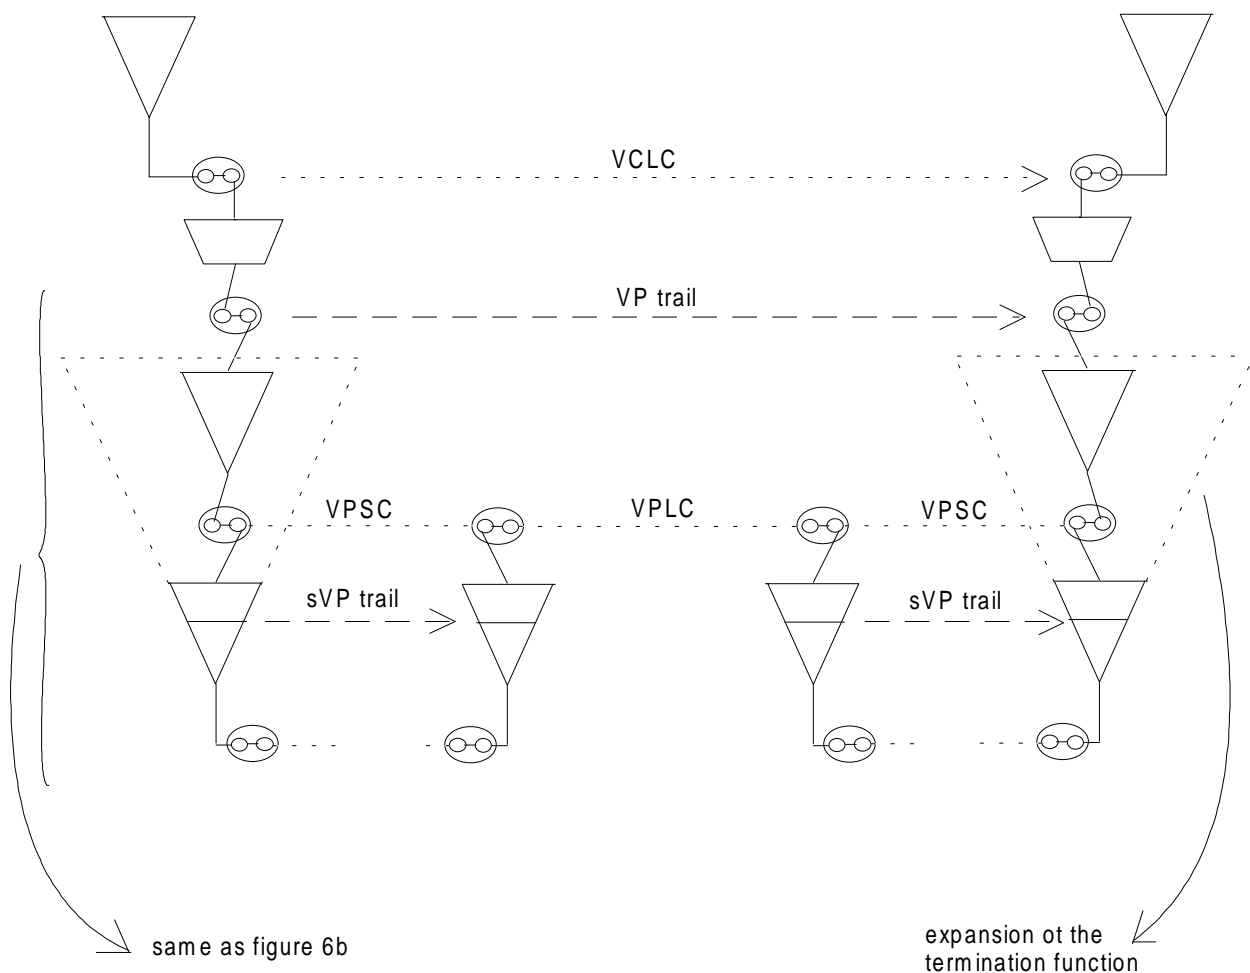 VCLC
VP trail
VPSC
VPLC
VPSC
sVP trail
sVP trail
same as figure 6b
expansion ot the
termination function